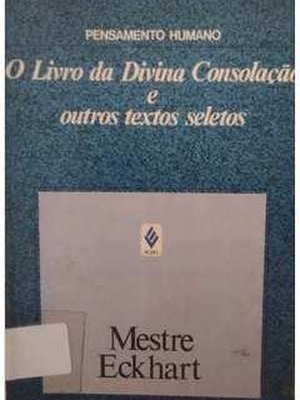 PENSAMENTO HUMANO
O Livro da Divina Consolação
e
outros textos seletos
Mestre
Eckhart